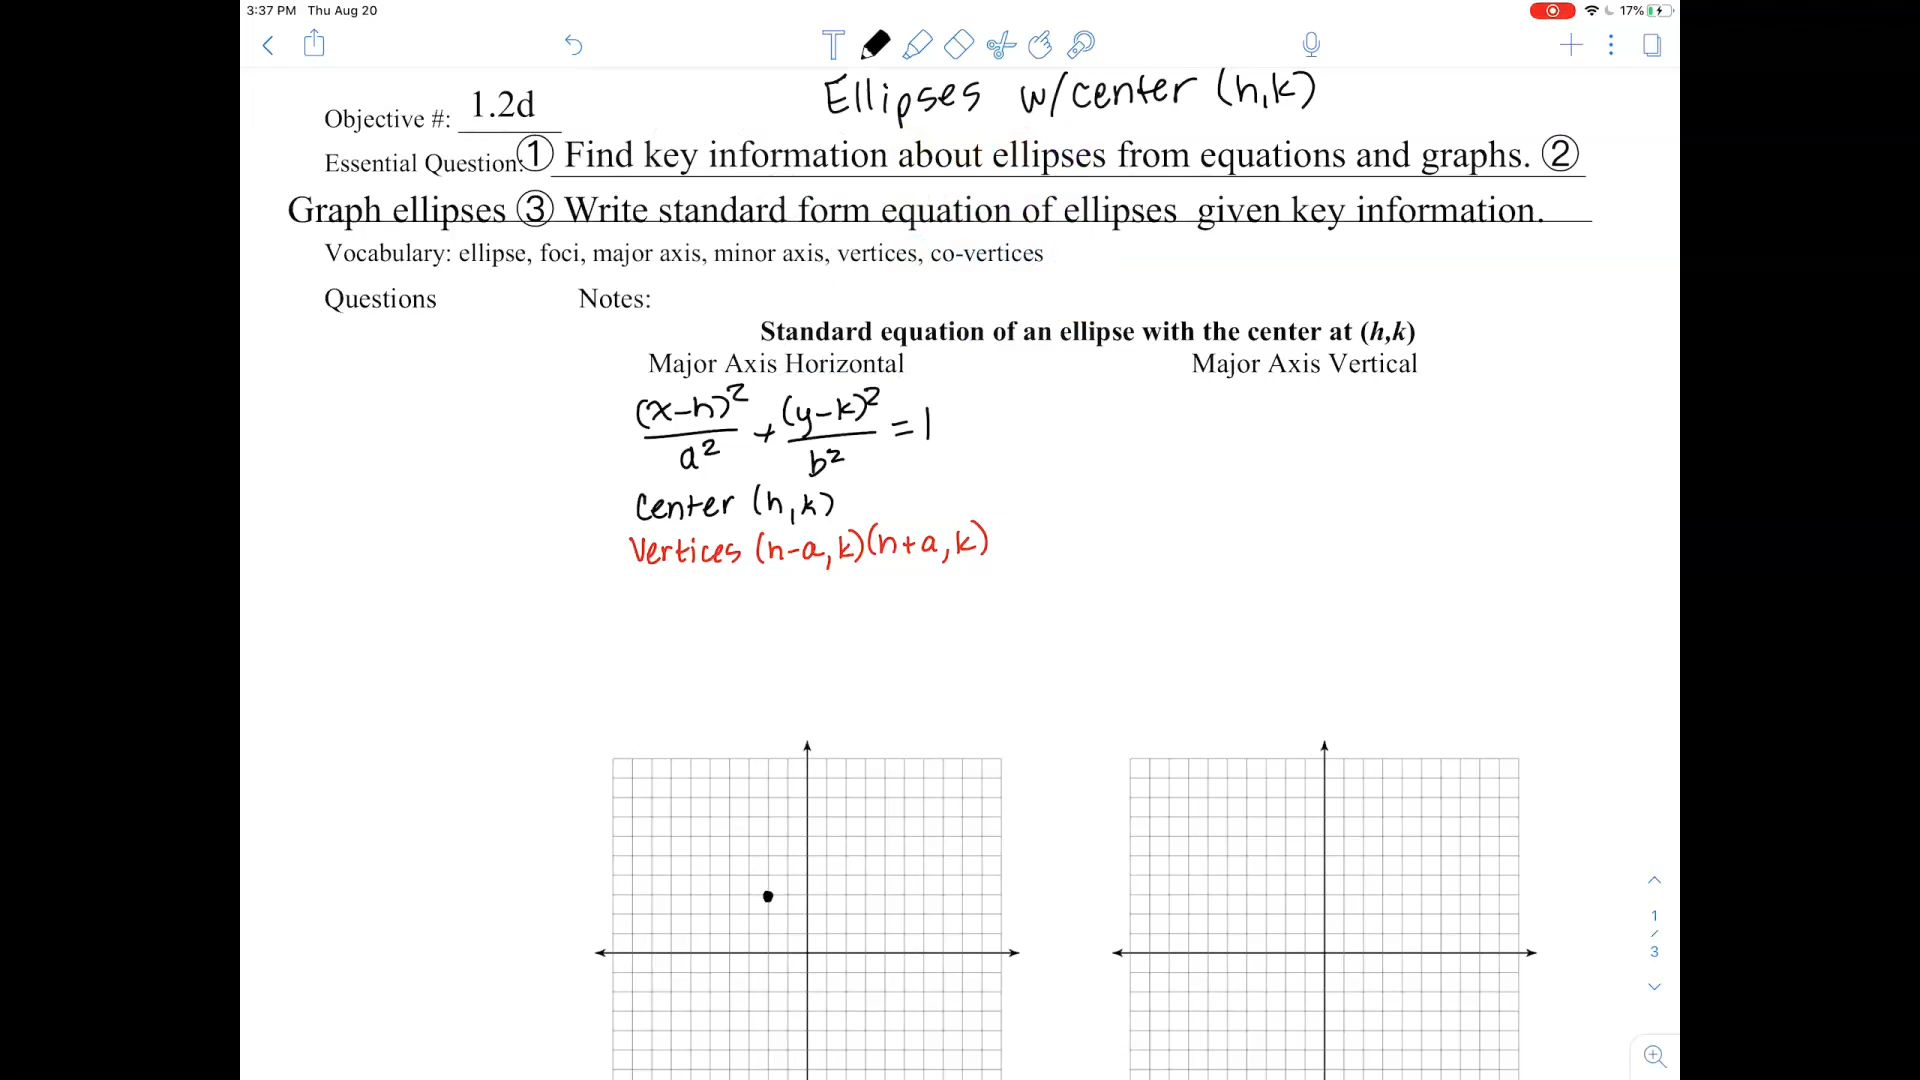 3:37 PM Thu Aug 20
17%
Ellipses w/center (h,k)
Objective #: 1.2d
Essential Question: ① Find key information about ellipses from equations and graphs. ②
Graph ellipses ③ Write standard form equation of ellipses given key information.
Vocabulary: ellipse, foci, major axis, minor axis, vertices, co-vertices
Questions Notes:
Standard equation of an ellipse with the center at (h,k)
Major Axis Horizontal Major Axis Vertical
(x-h)²/a² + (y-k)²/b² = 1
Center (h,k)
Vertices (h-a,k)(h+a,k)
1
/
3